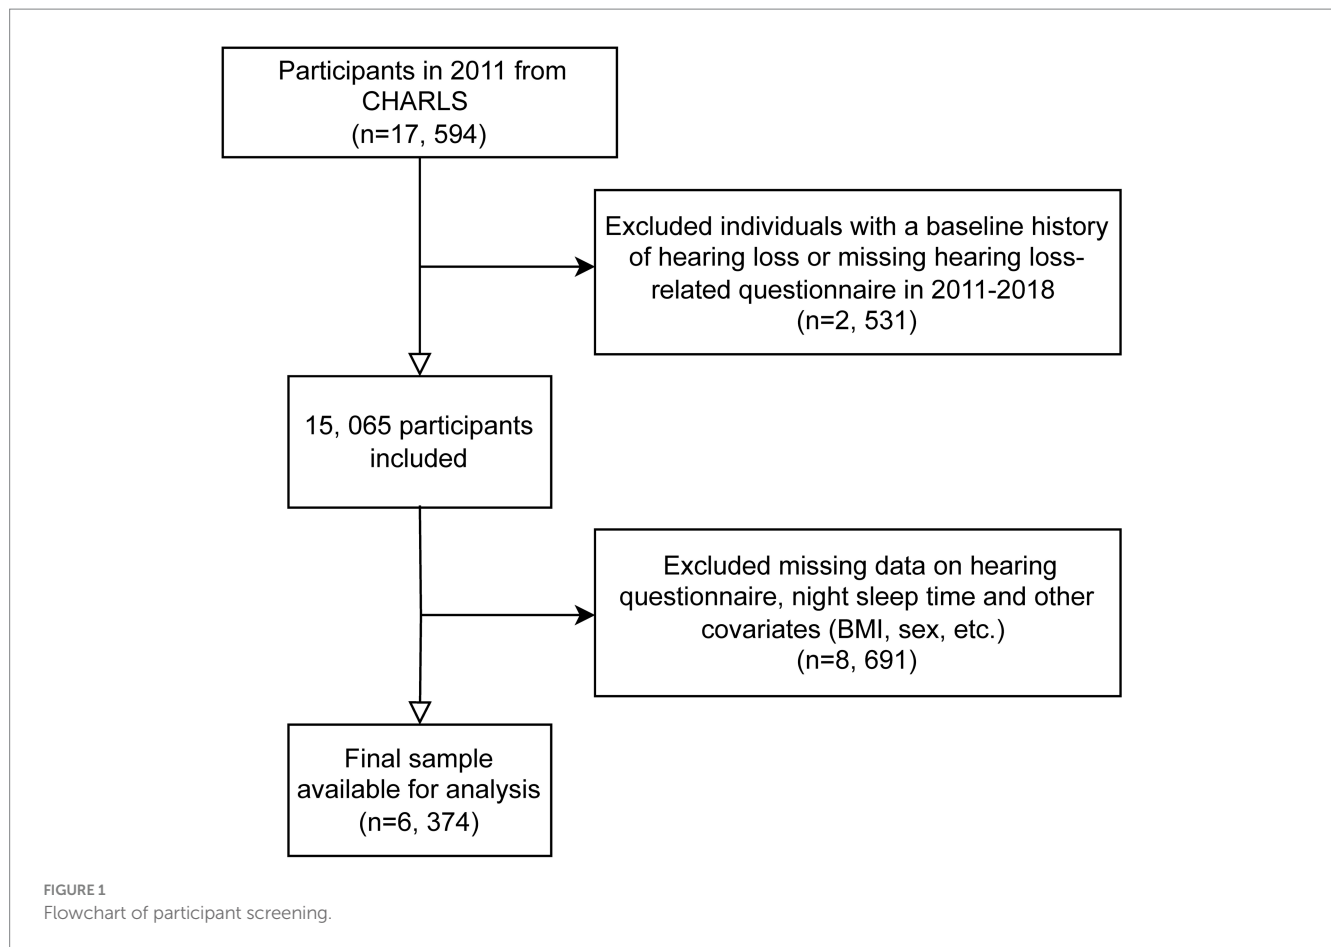 Participants in 2011 from
CHARLS
(n=17, 594)
Excluded individuals with a baseline history
of hearing loss or missing hearing loss-
related questionnaire in 2011-2018
(n=2, 531)
15, 065 participants
included
Excluded missing data on hearing
questionnaire, night sleep time and other
covariates (BMI, sex, etc.)
(n=8, 691)
Final sample
available for analysis
(n=6, 374)
FIGURE 1
Flowchart of participant screening.